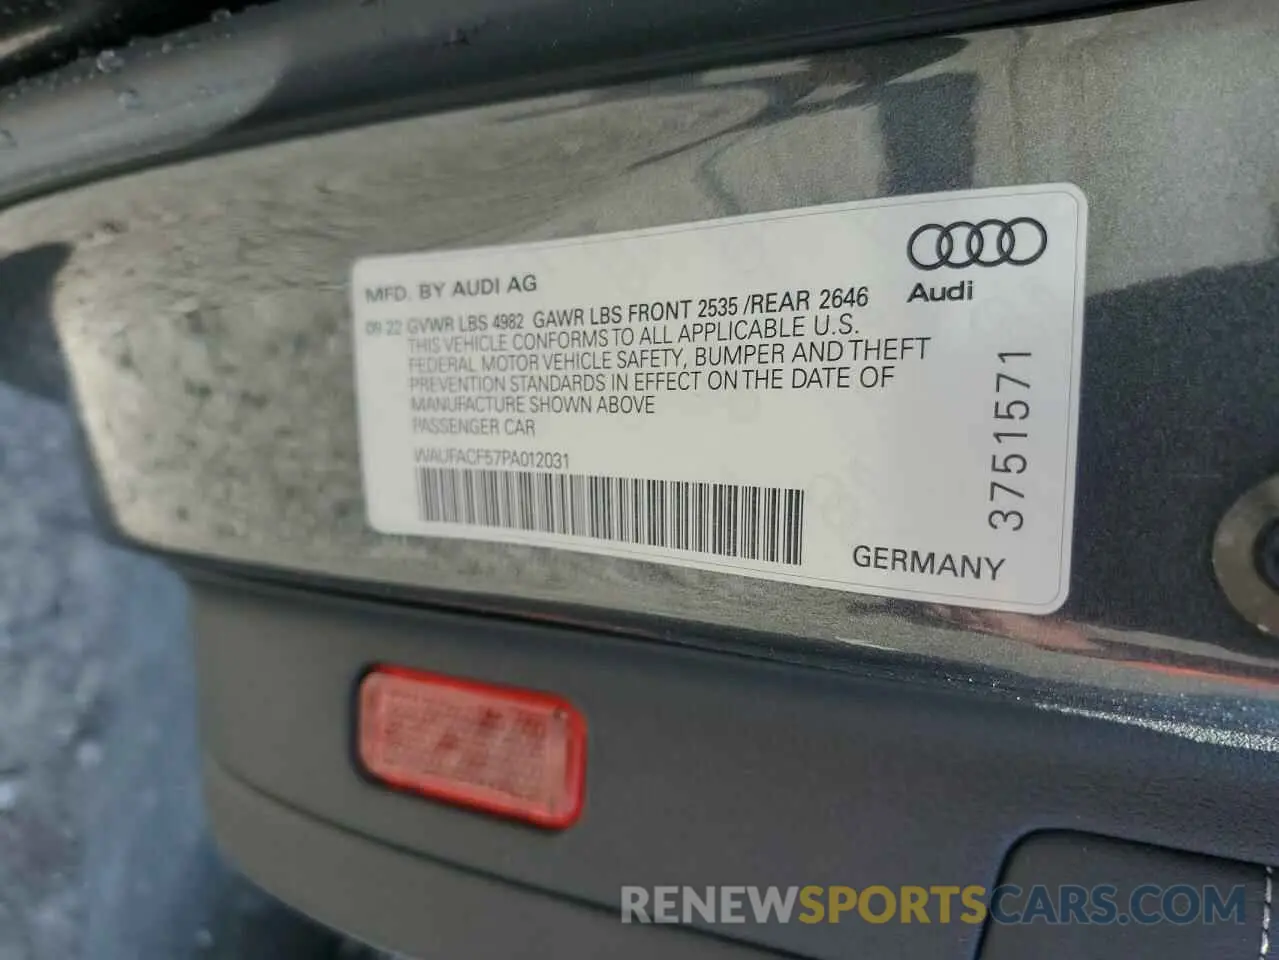 Audi
MFD. BY AUDI AG
09 22 GVWR LBS 4982 GAWR LBS FRONT 2535 /REAR 2646
THIS VEHICLE CONFORMS TO ALL APPLICABLE U.S.
FEDERAL MOTOR VEHICLE SAFETY, BUMPER AND THEFT
PREVENTION STANDARDS IN EFFECT ON THE DATE OF
MANUFACTURE SHOWN ABOVE
PASSENGER CAR
WAUFACF57PA012031
3751571
GERMANY
RENEWSPORTSCARS.COM